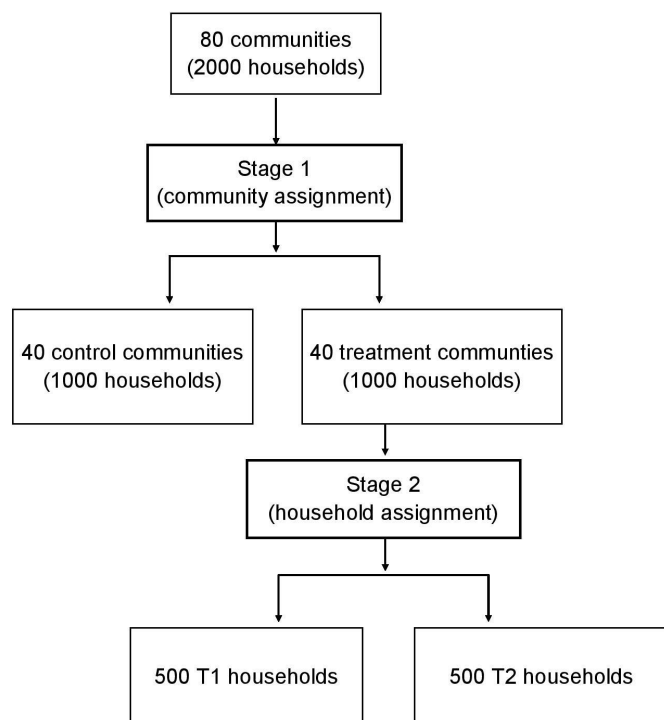 80 communities
(2000 households)
Stage 1
(community assignment)
40 control communities
(1000 households)
40 treatment communties
(1000 households)
Stage 2
(household assignment)
500 T1 households
500 T2 households